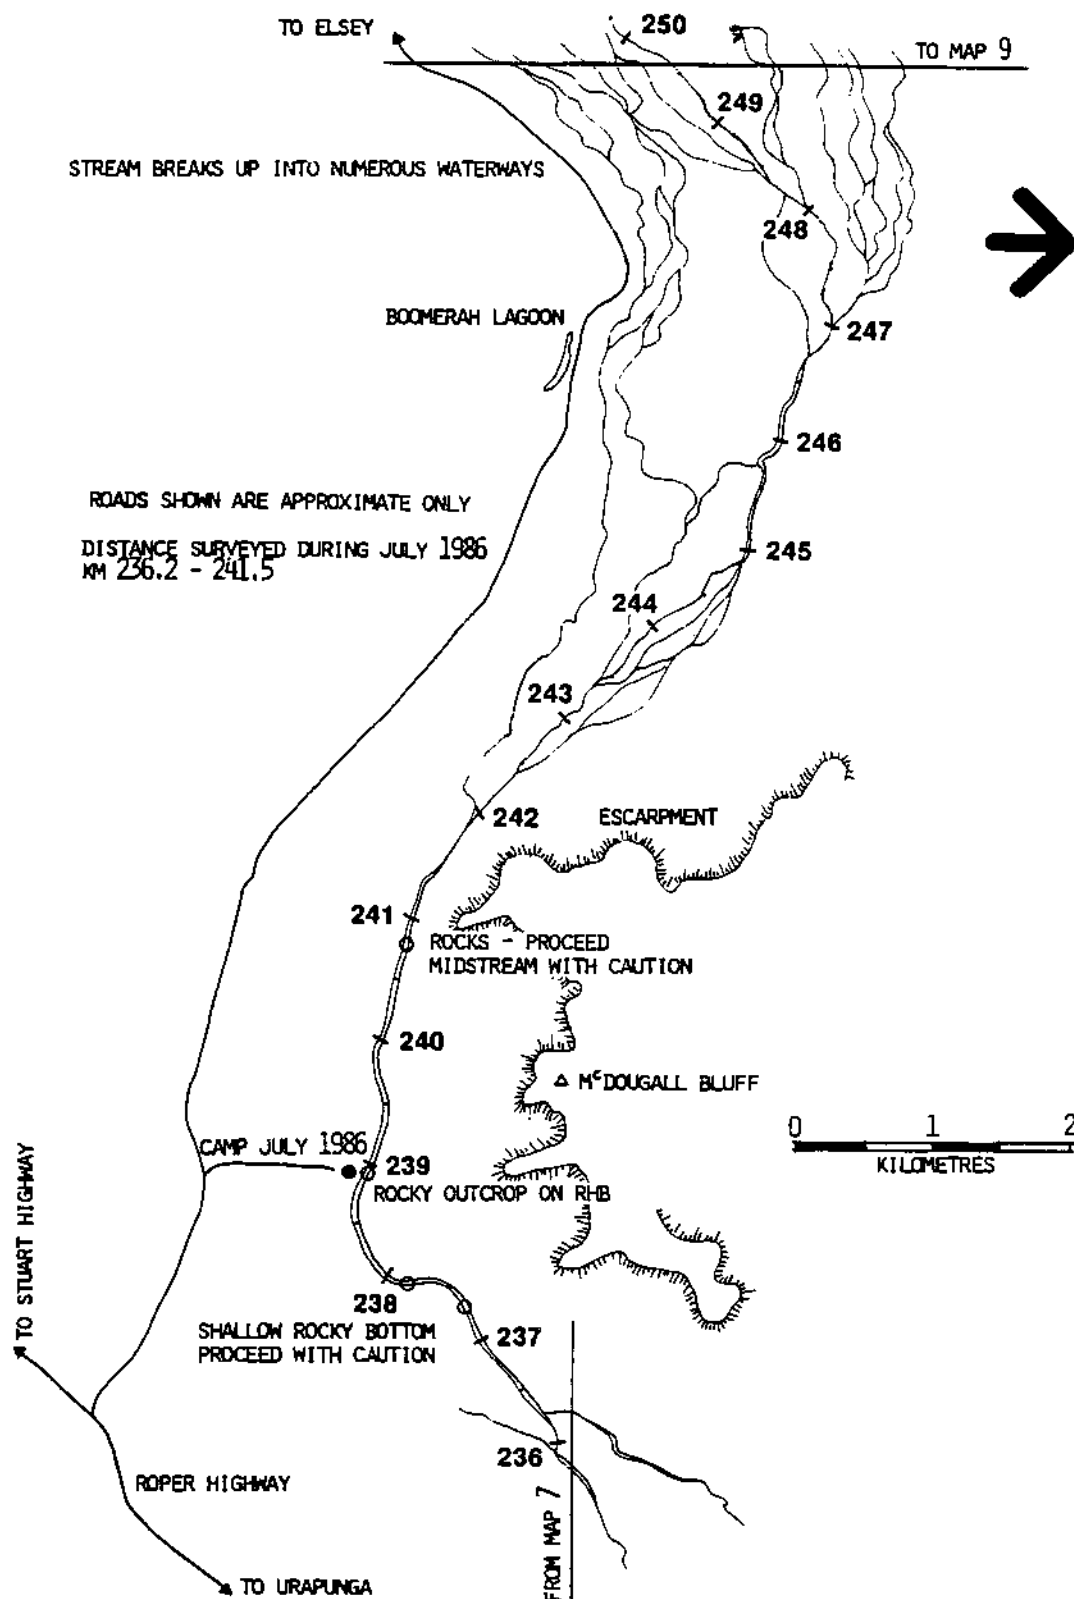 TO ELSEY
250
TO MAP 9
249
STREAM BREAKS UP INTO NUMEROUS WATERWAYS
248
BOOMERAH LAGOON
247
246
ROADS SHOWN ARE APPROXIMATE ONLY
DISTANCE SURVEYED DURING JULY 1986
KM 236.2 - 241.5
245
244
243
242
ESCARPMENT
241
ROCKS - PROCEED
MIDSTREAM WITH CAUTION
240
McDOUGALL BLUFF
0 1 2
KILOMETRES
CAMP JULY 1986
239
ROCKY OUTCROP ON RHB
TO STUART HIGHWAY
238
SHALLOW ROCKY BOTTOM
PROCEED WITH CAUTION
237
236
ROPER HIGHWAY
FROM MAP 7
TO URAPUNGA